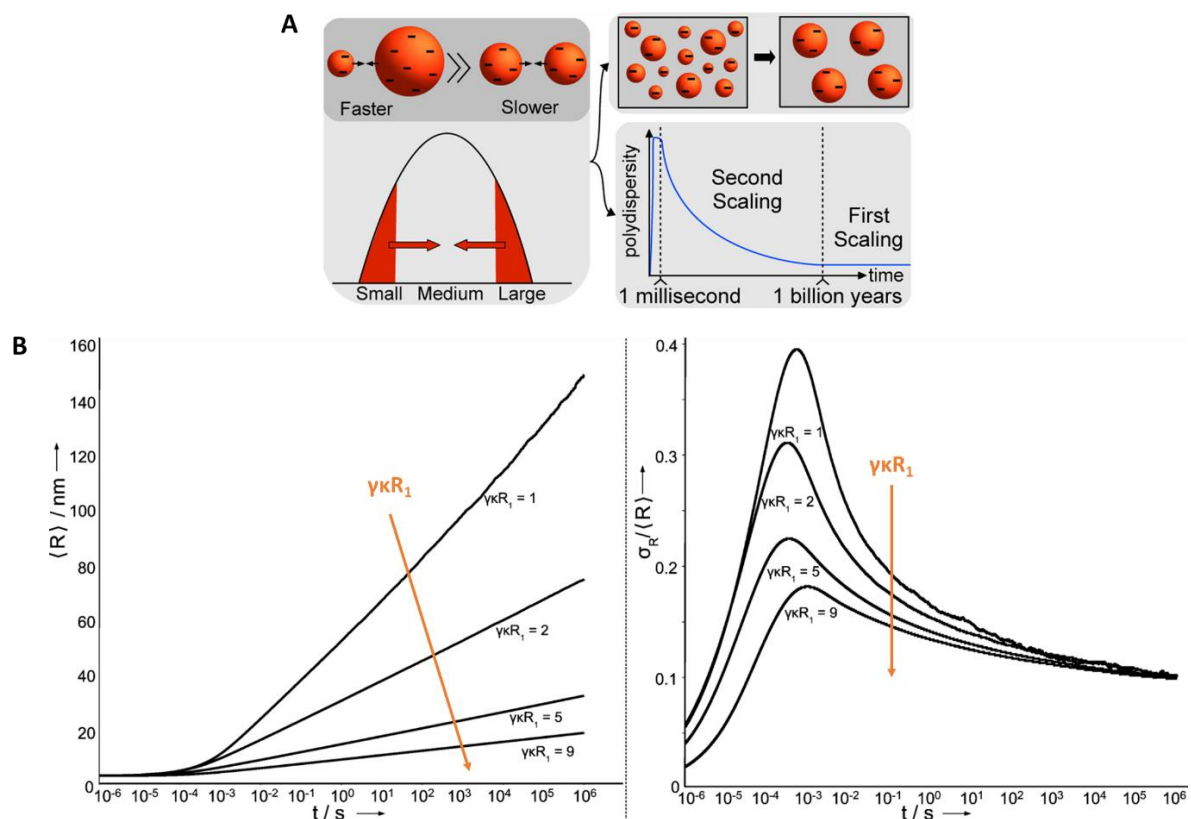 A
Faster
Slower
Small Medium Large
polydispersity
Second
Scaling
First
Scaling
time
1 millisecond
1 billion years
B
160
140
120
100
80
60
40
20
0
⟨R⟩ / nm
γκR₁
γκR₁ = 1
γκR₁ = 2
γκR₁ = 5
γκR₁ = 9
10⁻⁶ 10⁻⁵ 10⁻⁴ 10⁻³ 10⁻² 10⁻¹ 10⁰ 10¹ 10² 10³ 10⁴ 10⁵ 10⁶
t / s
0.4
0.3
0.2
0.1
0
σ_R/⟨R⟩
γκR₁
γκR₁ = 1
γκR₁ = 2
γκR₁ = 5
γκR₁ = 9
10⁻⁶ 10⁻⁵ 10⁻⁴ 10⁻³ 10⁻² 10⁻¹ 10⁰ 10¹ 10² 10³ 10⁴ 10⁵ 10⁶
t / s